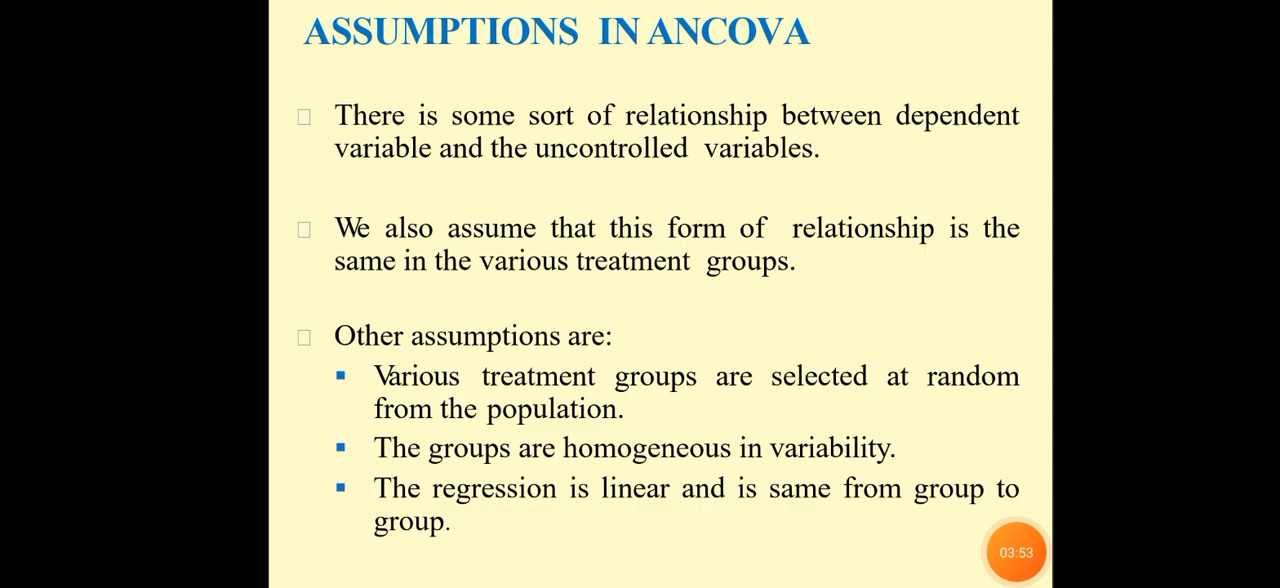 ASSUMPTIONS IN ANCOVA
There is some sort of relationship between dependent
variable and the uncontrolled variables.
We also assume that this form of relationship is the
same in the various treatment groups.
Other assumptions are:
Various treatment groups are selected at random
from the population.
The groups are homogeneous in variability.
The regression is linear and is same from group to
group.
03:53